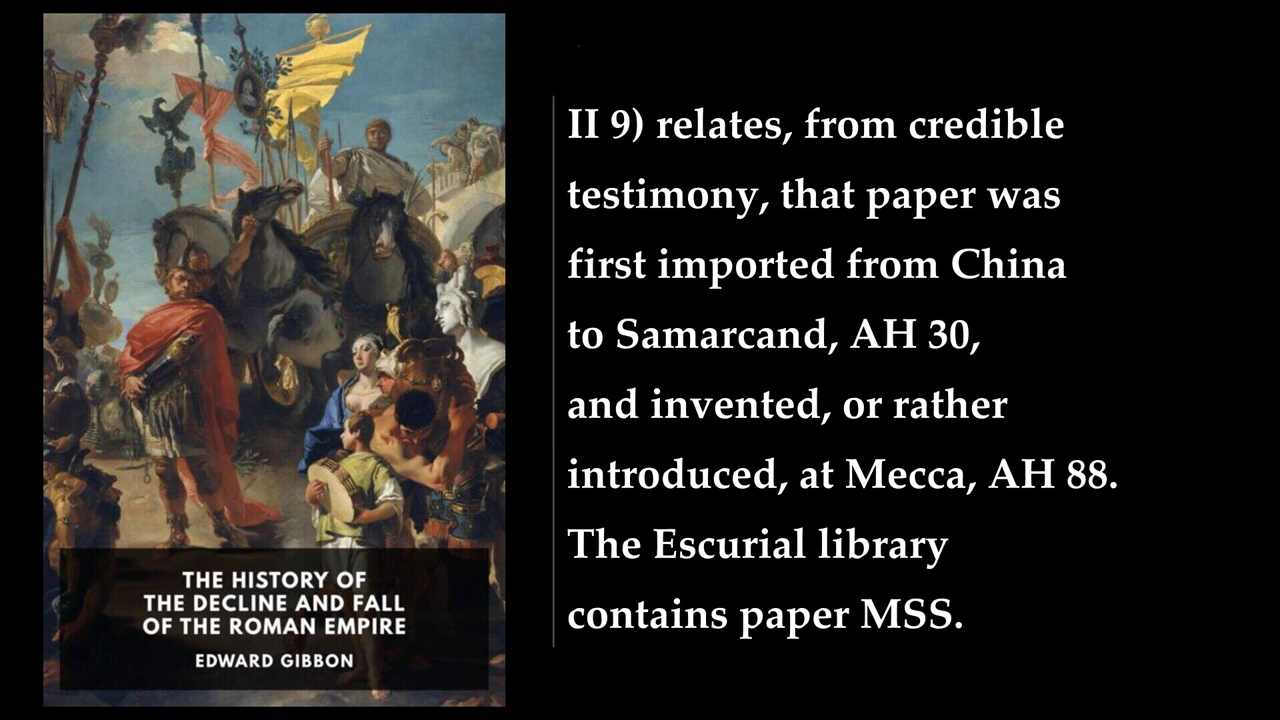 THE HISTORY OF
THE DECLINE AND FALL
OF THE ROMAN EMPIRE
EDWARD GIBBON
II 9) relates, from credible
testimony, that paper was
first imported from China
to Samarcand, AH 30,
and invented, or rather
introduced, at Mecca, AH 88.
The Escurial library
contains paper MSS.